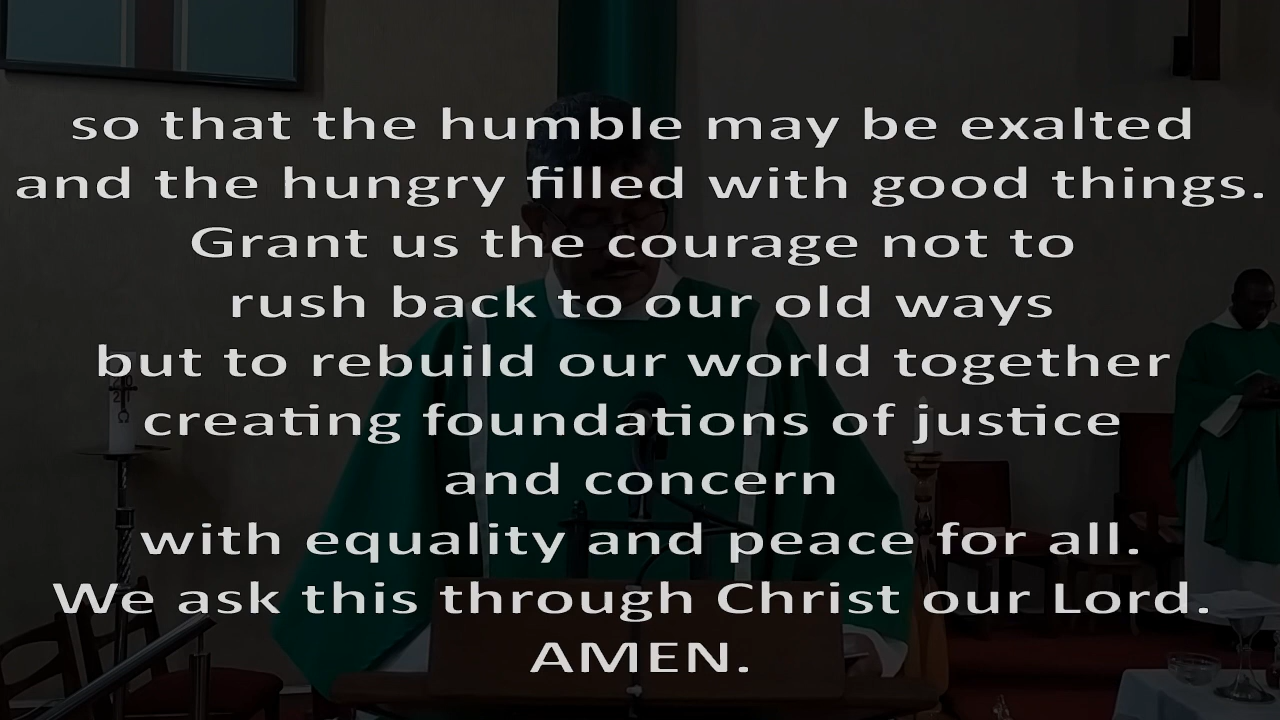 so that the humble may be exalted
and the hungry filled with good things.
Grant us the courage not to
rush back to our old ways
but to rebuild our world together
creating foundations of justice
and concern
with equality and peace for all.
We ask this through Christ our Lord.
AMEN.